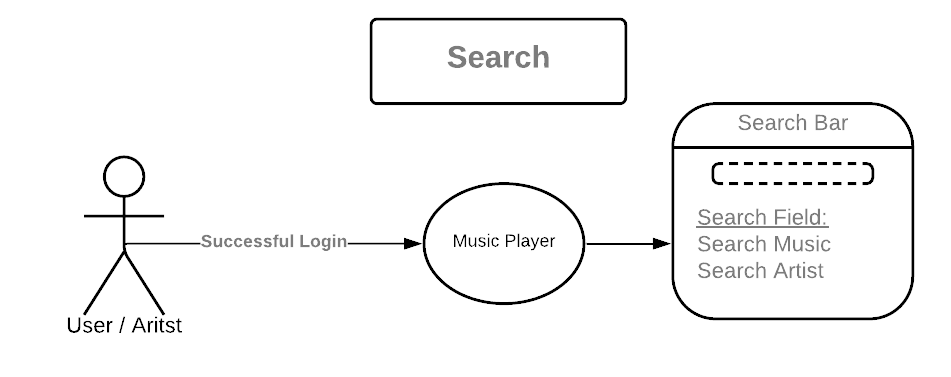 Search
Search Bar
Search Field:
Search Music
Search Artist
Successful Login
Music Player
User / Aritst